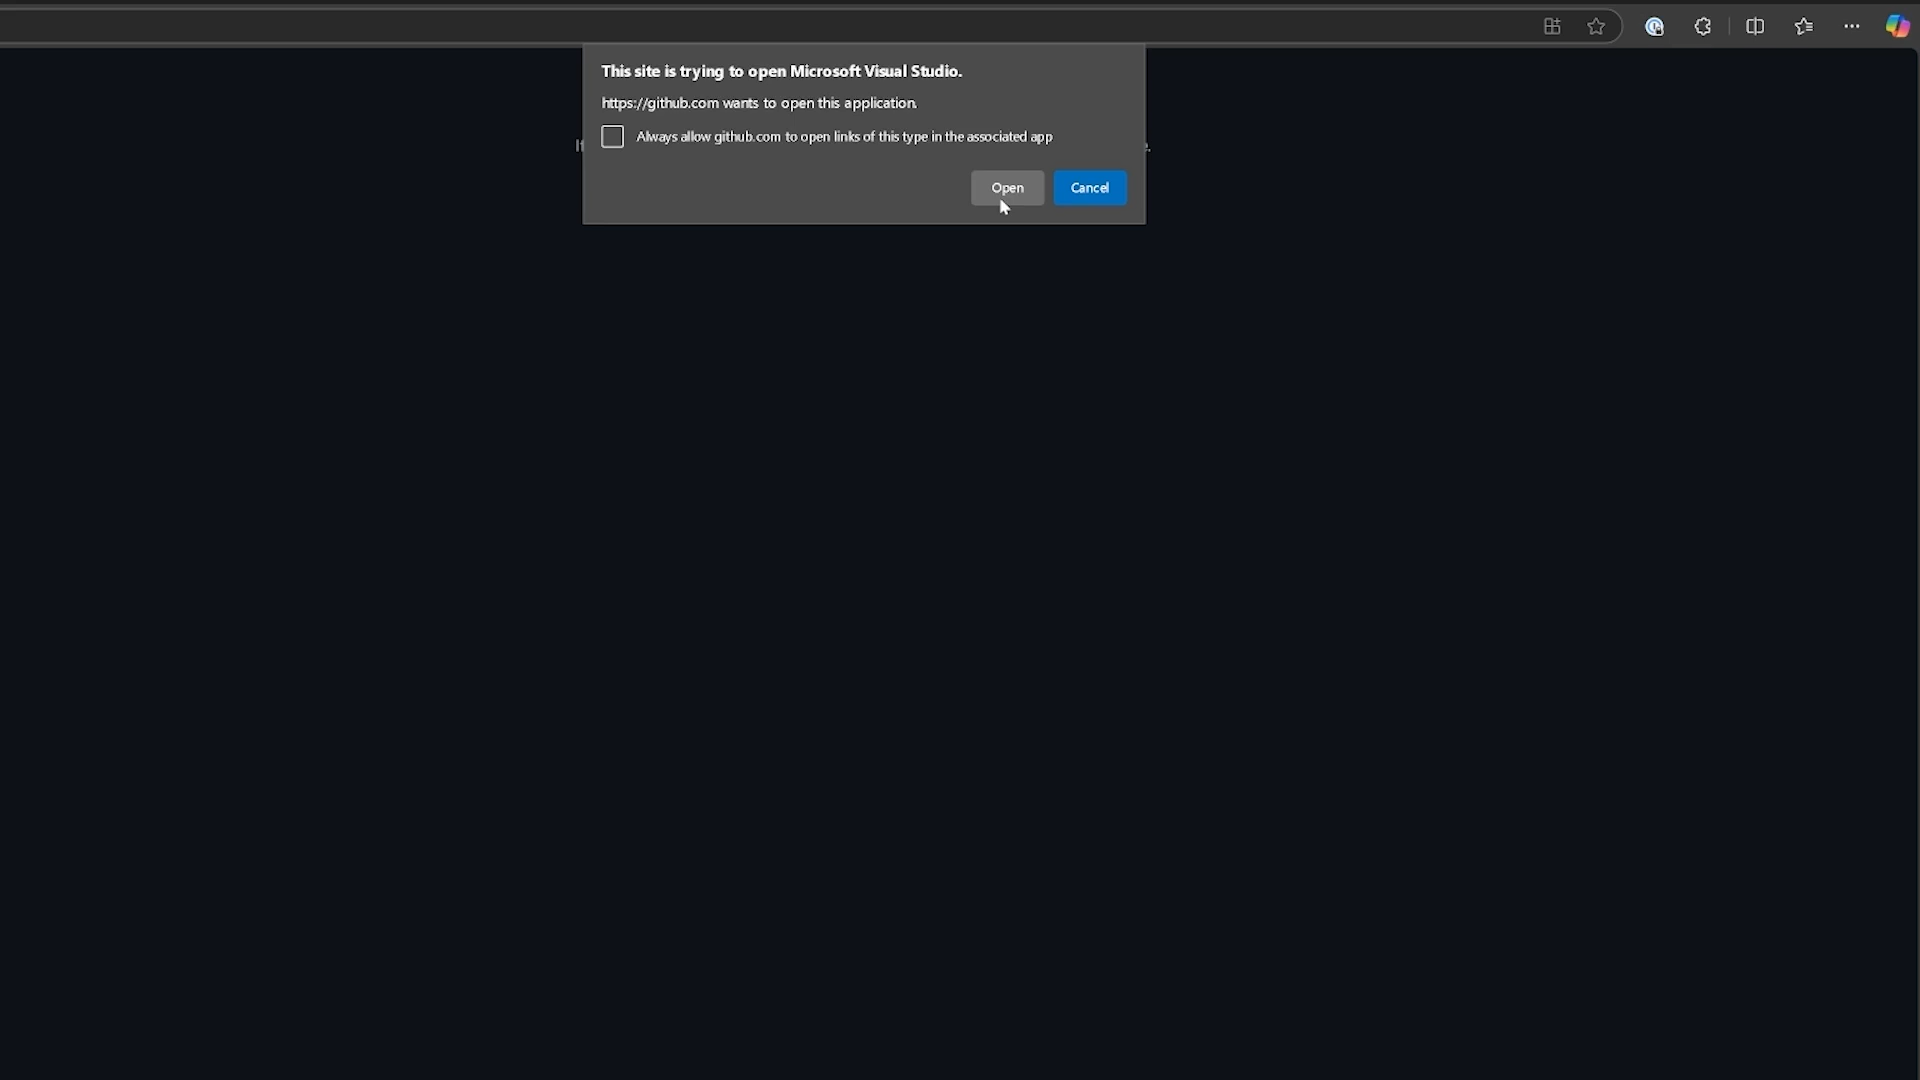 This site is trying to open Microsoft Visual Studio.
https://github.com wants to open this application.
Always allow github.com to open links of this type in the associated app
Open
Cancel